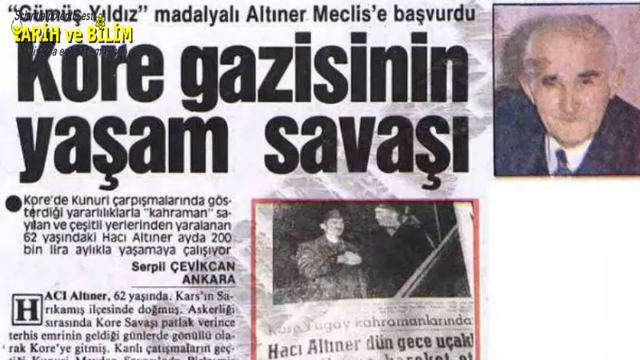 "Gümüş Yıldız" madalyalı Altıner Meclis'e başvurdu
TARİH ve BİLİM
Kore gazisinin
yaşam savaşı
● Kore'de Kunuri çarpışmalarında gös-
terdiği yararlılıklarla "kahraman" sa-
yılan ve çeşitli yerlerinden yaralanan
62 yaşındaki Hacı Altıner ayda 200
bin lira aylıkla yaşamaya çalışıyor
Serpil ÇEVİKCAN
ANKARA
HACI Altıner, 62 yaşında. Kars'ın Sa-
rıkamış ilçesinde doğmuş. Askerliği
sırasında Kore Savaşı patlak verince
terhis emrinin geldiği günlerde gönüllü ola-
rak Kore'ye gitmiş. Kanlı çatışmaların geç-
Kore Tugay kahramanlarından
Hacı Altıner dün gece uçakl